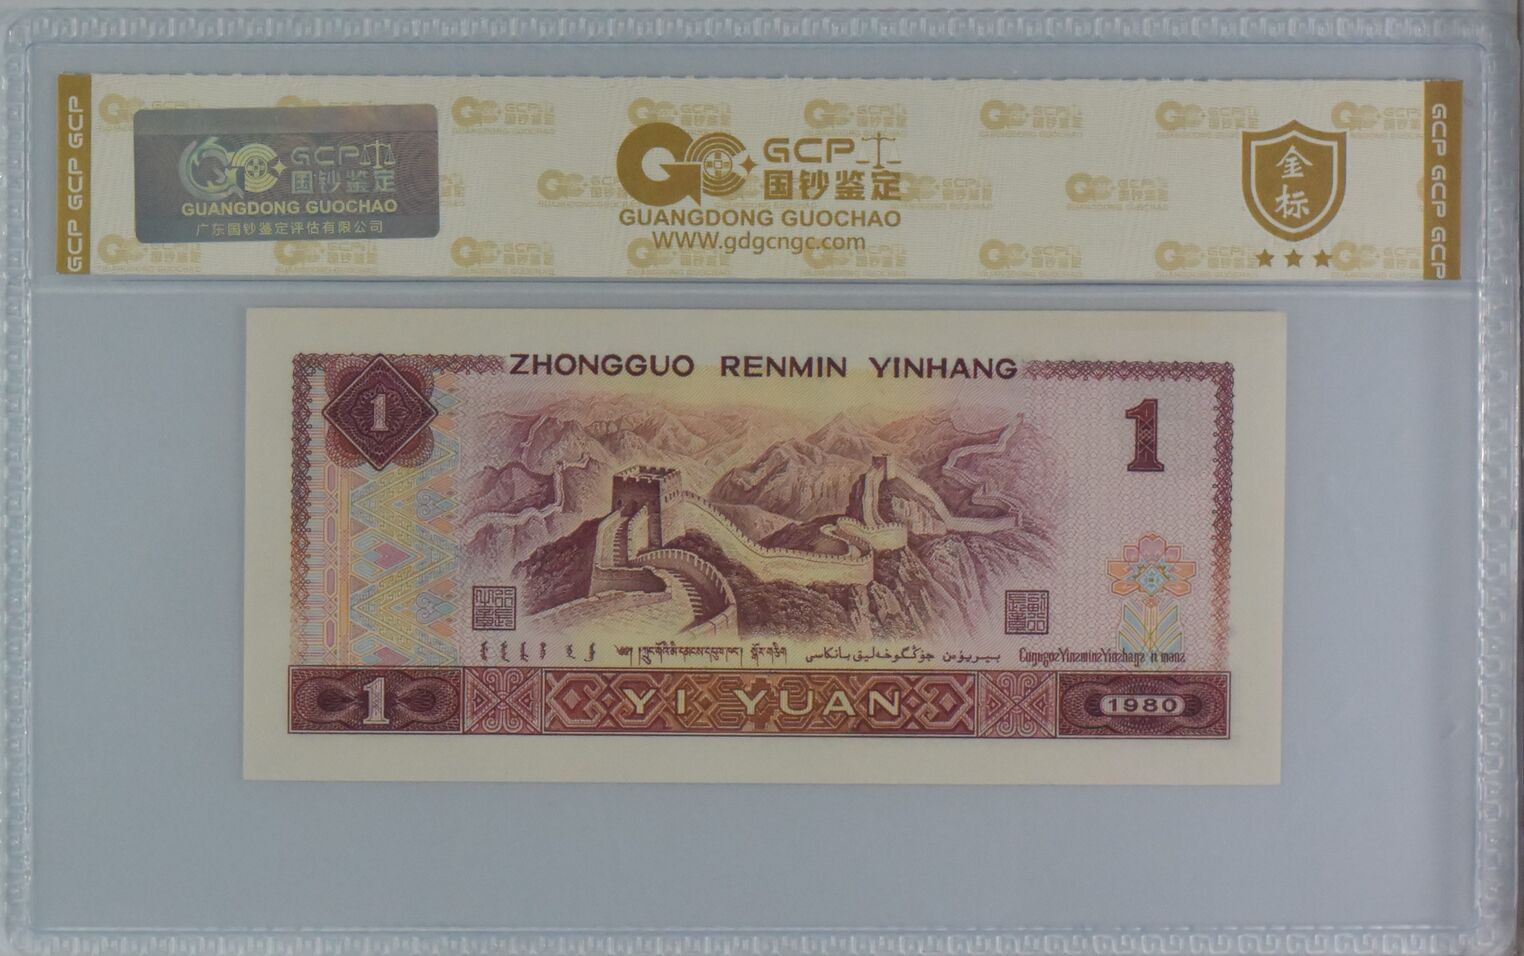 GCP GCP GCP
GCP
国钞鉴定
GUANGDONG GUOCHAO
广东国钞鉴定评估有限公司
GCP
国钞鉴定
GUANGDONG GUOCHAO
WWW.gdgcngc.com
金标
GCP GCP GCP
ZHONGGUO RENMIN YINHANG
1
1
YI YUAN
1
1980